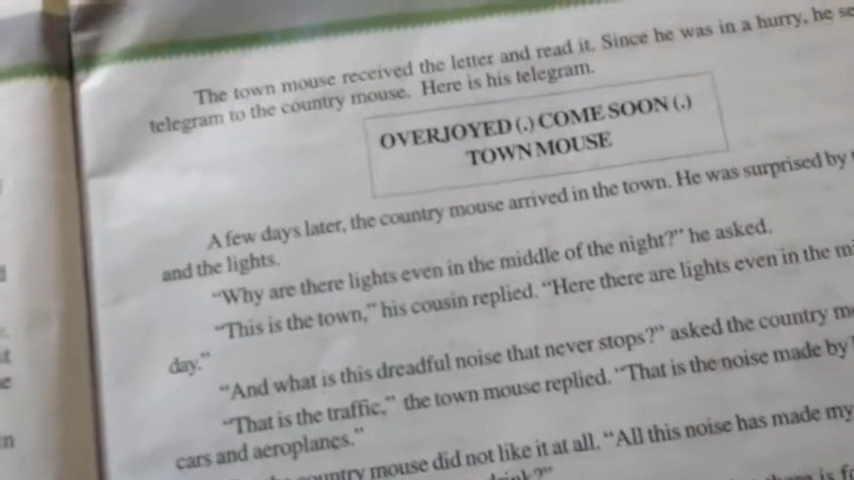 The town mouse received the letter and read it. Since he was in a hurry, he
telegram to the country mouse. Here is his telegram.
OVERJOYED (.) COME SOON (.)
TOWN MOUSE
A few days later, the country mouse arrived in the town. He was surprised by
and the lights.
“Why are there lights even in the middle of the night?” he asked.
“This is the town,” his cousin replied. “Here there are lights even in the
day.”
“And what is this dreadful noise that never stops?” asked the country
“That is the traffic,” the town mouse replied. “That is the noise made by
cars and aeroplanes.”
country mouse did not like it at all. “All this noise has made my
drink?”